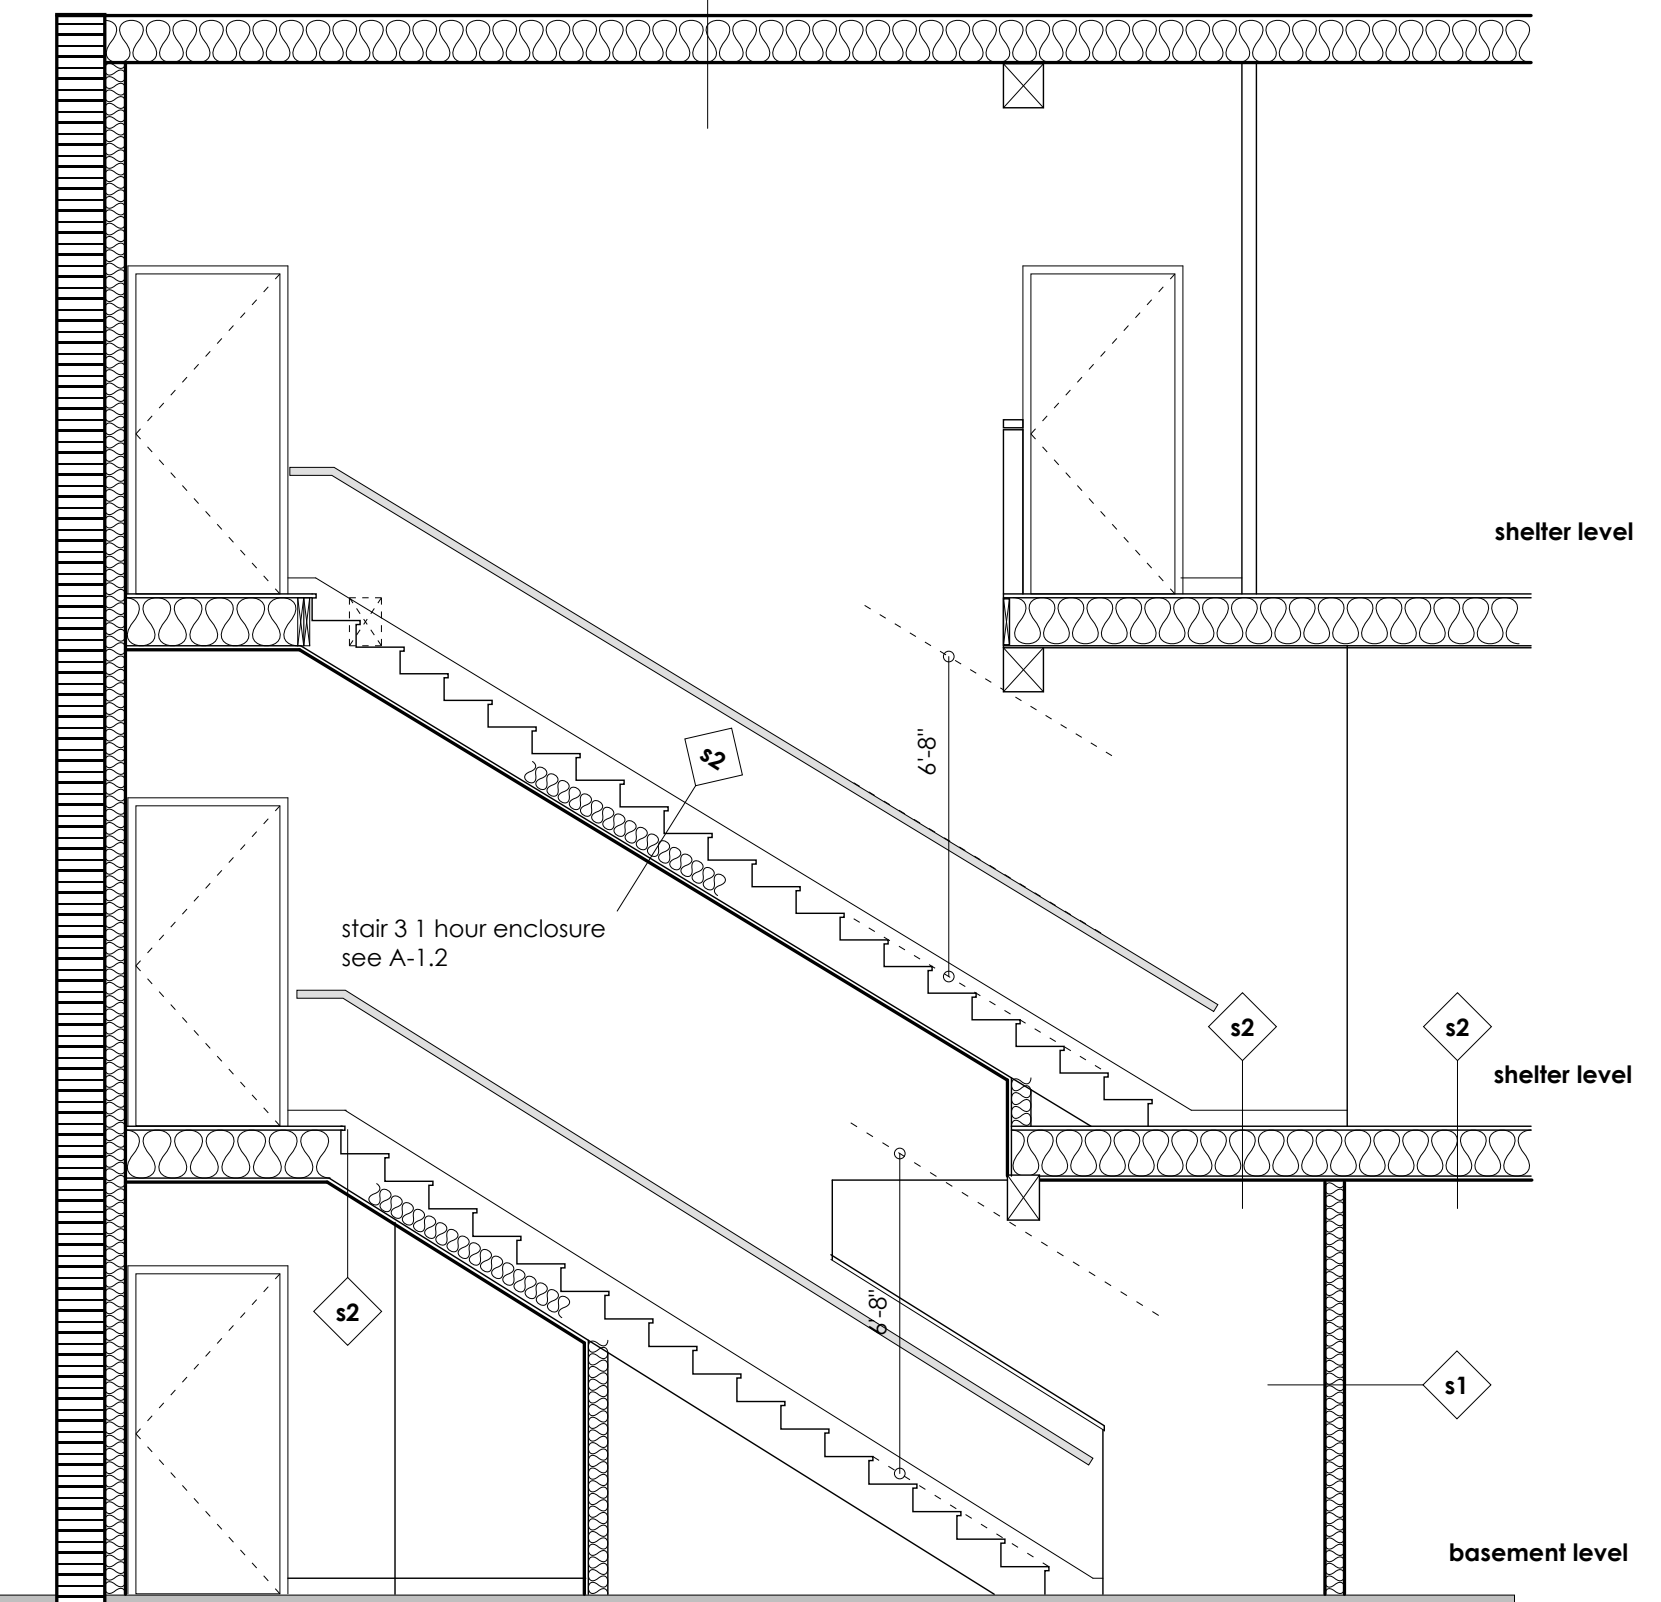 shelter level
6'-8"
s2
stair 3 1 hour enclosure
see A-1.2
s2
s2
shelter level
s2
6'-8"
s1
basement level